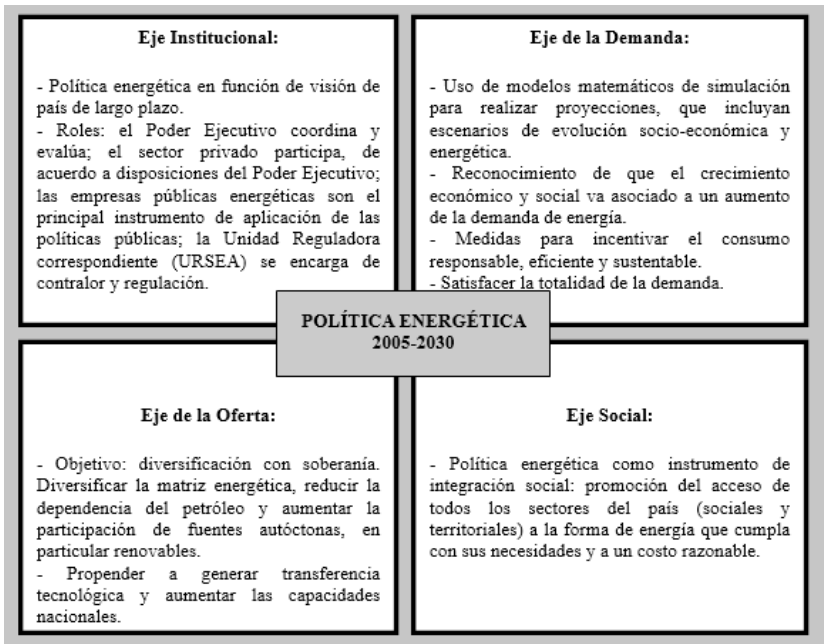 Eje Institucional:
- Política energética en función de visión de
país de largo plazo.
- Roles: el Poder Ejecutivo coordina y
evalúa; el sector privado participa, de
acuerdo a disposiciones del Poder Ejecutivo;
las empresas públicas energéticas son el
principal instrumento de aplicación de las
políticas públicas; la Unidad Reguladora
correspondiente (URSEA) se encarga de
contralor y regulación.
Eje de la Demanda:
- Uso de modelos matemáticos de simulación
para realizar proyecciones, que incluyan
escenarios de evolución socio-económica y
energética.
- Reconocimiento de que el crecimiento
económico y social va asociado a un aumento
de la demanda de energía.
- Medidas para incentivar el consumo
responsable, eficiente y sustentable.
- Satisfacer la totalidad de la demanda.
POLÍTICA ENERGÉTICA
2005-2030
Eje de la Oferta:
- Objetivo: diversificación con soberanía.
Diversificar la matriz energética, reducir la
dependencia del petróleo y aumentar la
participación de fuentes autóctonas, en
particular renovables.
- Propender a generar transferencia
tecnológica y aumentar las capacidades
nacionales.
Eje Social:
- Política energética como instrumento de
integración social: promoción del acceso de
todos los sectores del país (sociales y
territoriales) a la forma de energía que cumpla
con sus necesidades y a un costo razonable.